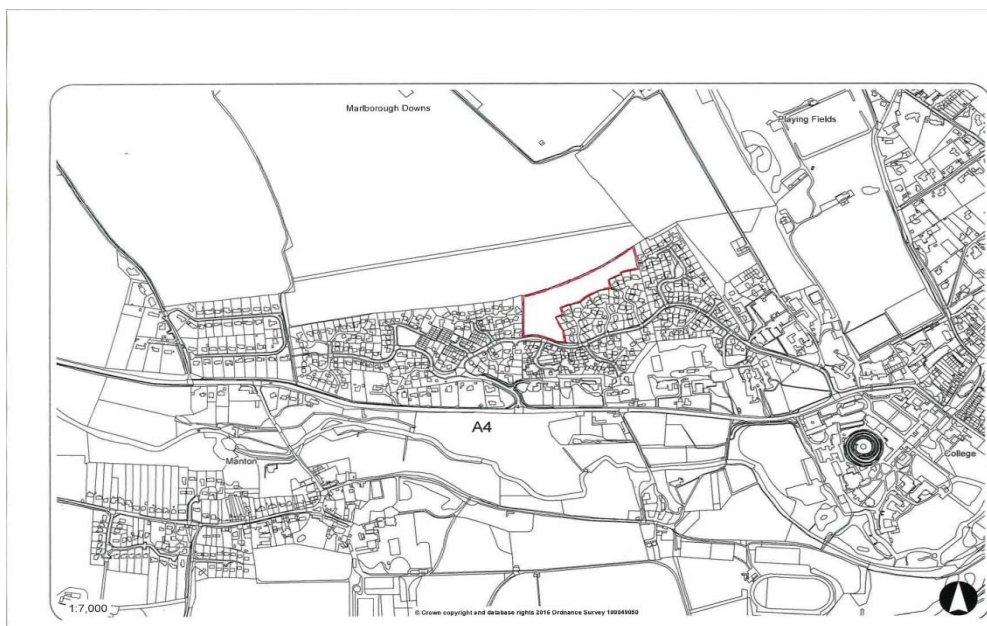 Marlborough Downs
Playing Fields
A4
Manton
College
1:7,000
© Crown copyright and database rights 2016 Ordnance Survey 100049050